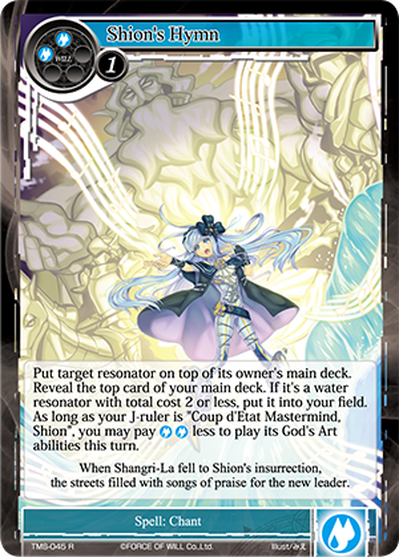 Shion's Hymn
WILL
1
Put target resonator on top of its owner's main deck.
Reveal the top card of your main deck. If it's a water
resonator with total cost 2 or less, put it into your field.
As long as your J-ruler is "Coup d'Etat Mastermind,
Shion", you may pay less to play its God's Art
abilities this turn.
When Shangri-La fell to Shion's insurrection,
the streets filled with songs of praise for the new leader.
Spell: Chant
TMS-045 R ©FORCE OF WILL Co.,Ltd. Illust/